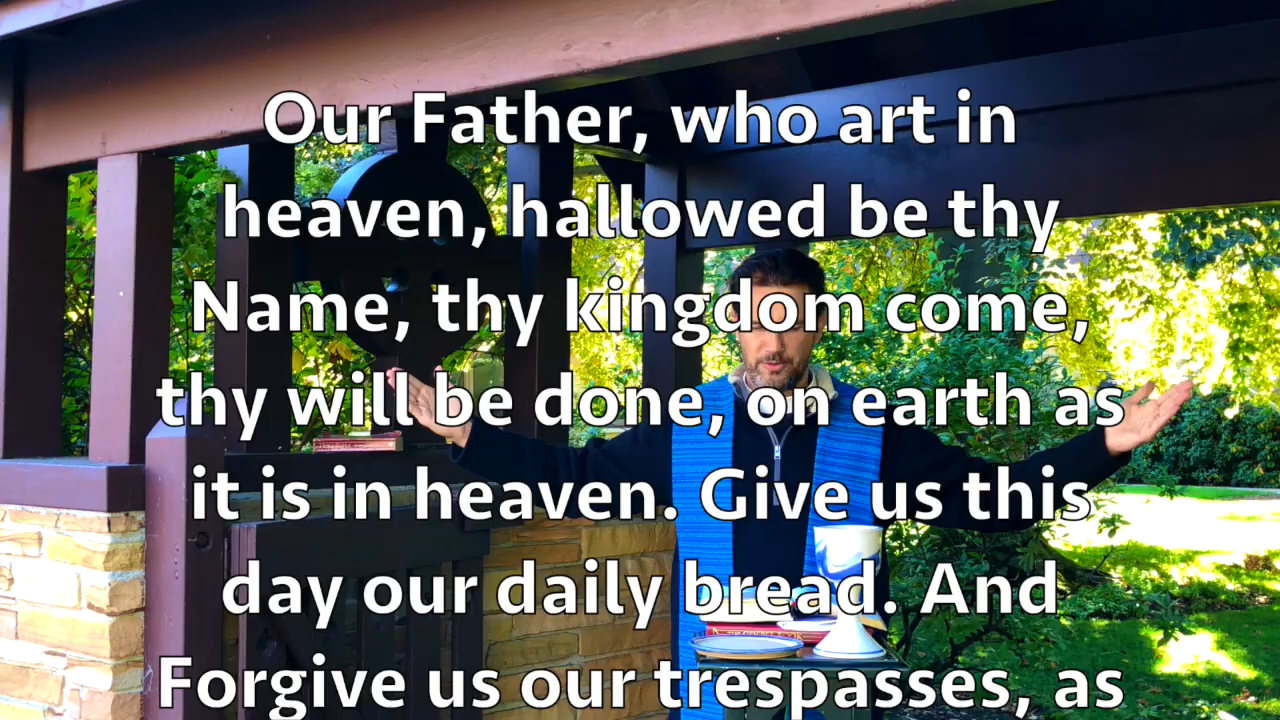 Our Father, who art in
heaven, hallowed be thy
Name, thy kingdom come,
thy will be done, on earth as
it is in heaven. Give us this
day our daily bread. And
Forgive us our trespasses, as